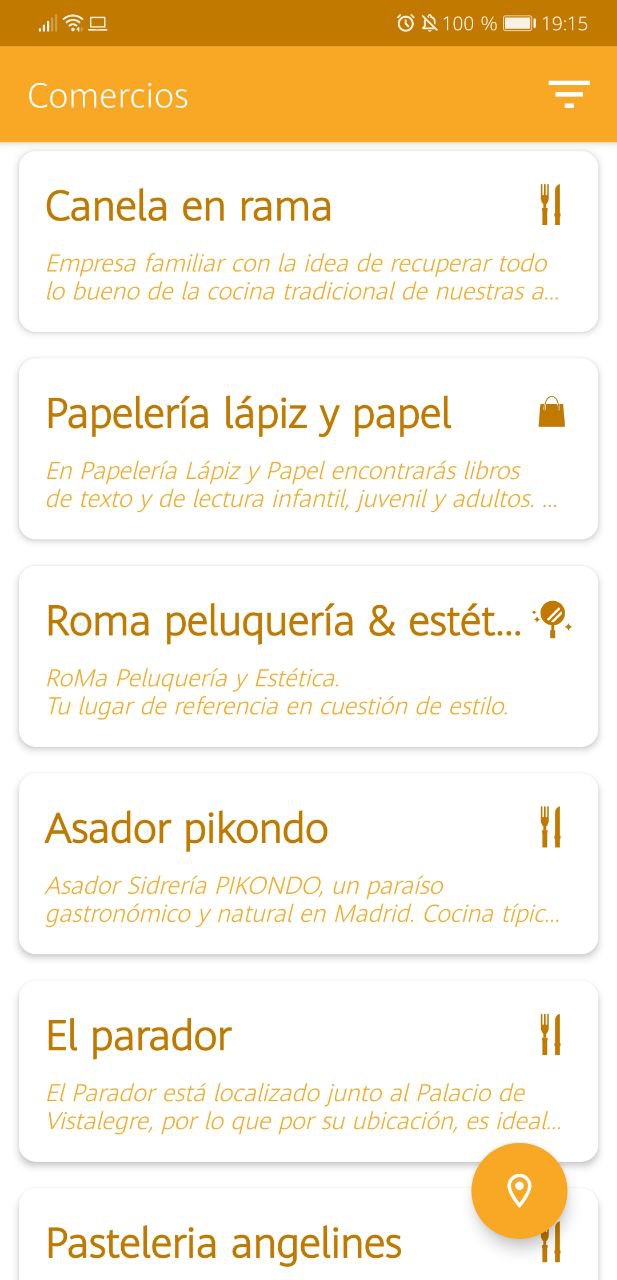 100 % 19:15
Comercios
Canela en rama
Empresa familiar con la idea de recuperar todo
lo bueno de la cocina tradicional de nuestras a...
Papelería lápiz y papel
En Papelería Lápiz y Papel encontrarás libros
de texto y de lectura infantil, juvenil y adultos. ...
Roma peluquería & estét...
RoMa Peluquería y Estética.
Tu lugar de referencia en cuestión de estilo.
Asador pikondo
Asador Sidrería PIKONDO, un paraíso
gastronómico y natural en Madrid. Cocina típic...
El parador
El Parador está localizado junto al Palacio de
Vistalegre, por lo que por su ubicación, es ideal...
Pasteleria angelines